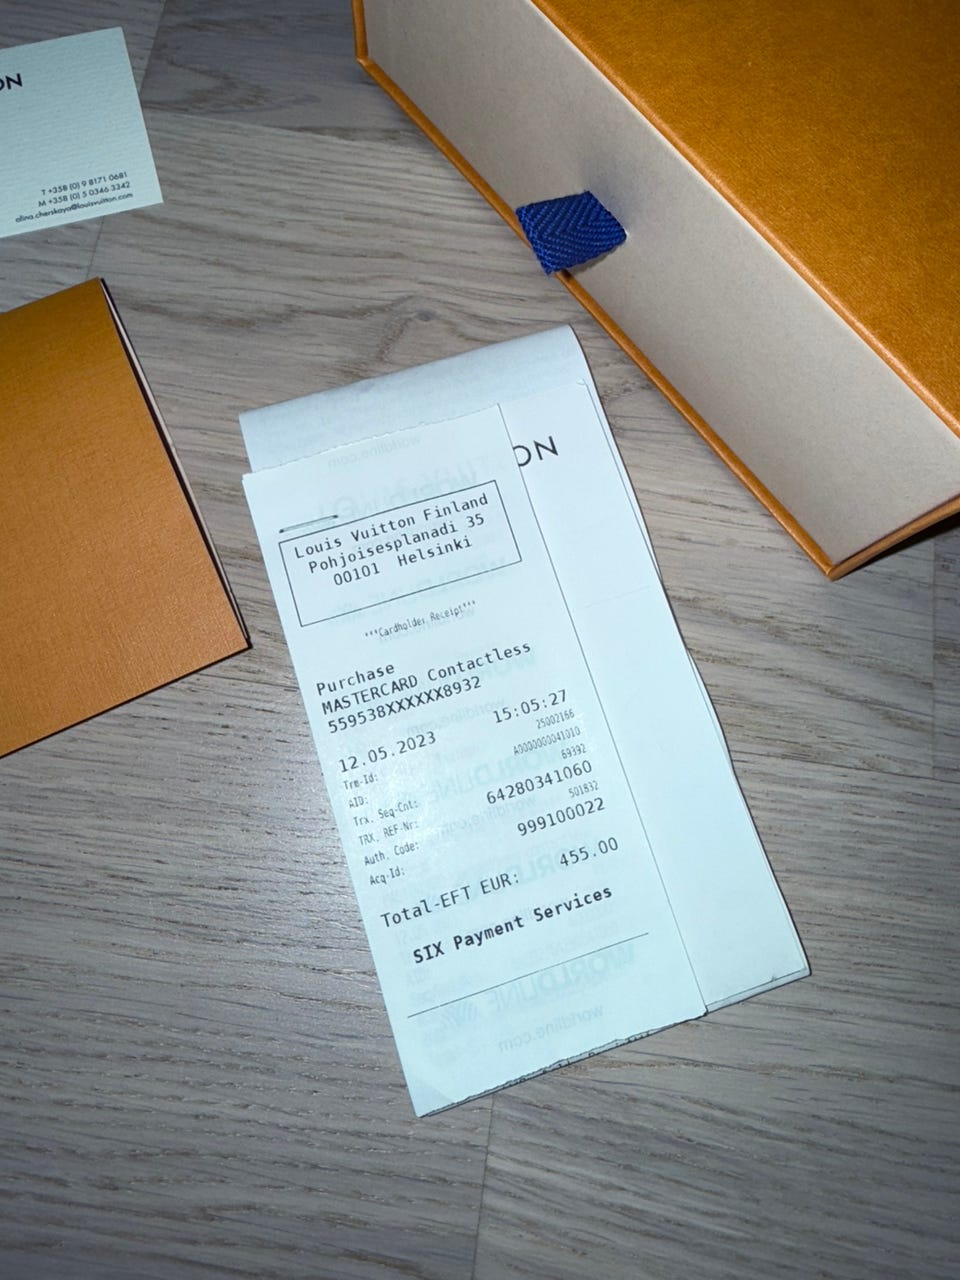 ON
T +358 (0) 9 8171 0681
M +358 (0) 5 0346 3342
alina.cherskaya@louisvuitton.com
ON
worldline.com
Louis Vuitton Finland
Pohjoisesplanadi 35
00101 Helsinki
***Cardholder Receipt***
Purchase
MASTERCARD Contactless
559538XXXXXX8932
12.05.2023 15:05:27
Trm-Id: 25002166
AID: A0000000041010
Trx. Seq-Cnt: 69392
TRX. REF-Nr: 64280341060
Auth. Code: 501832
Acq-Id: 999100022
Total-EFT EUR: 455.00
SIX Payment Services
WORLDLINE
worldline.com